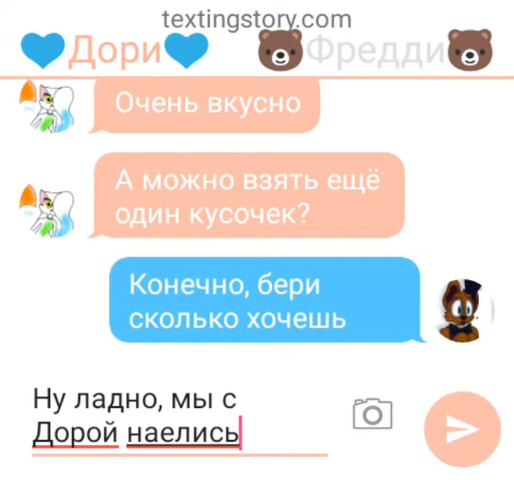 textingstory.com
💙Дори💙 🐻Фредди🐻
Очень вкусно
А можно взять ещё
один кусочек?
Конечно, бери
сколько хочешь
Ну ладно, мы с
Дорой наелись